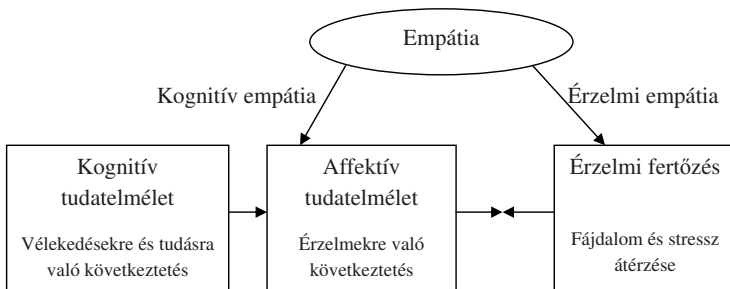 Empátia
Kognitív empátia
Érzelmi empátia
Kognitív
tudatelmélet
Vélekedésekre és tudásra
való következtetés
Affektív
tudatelmélet
Érzelmekre való
következtetés
Érzelmi fertőzés
Fájdalom és stressz
átérzése